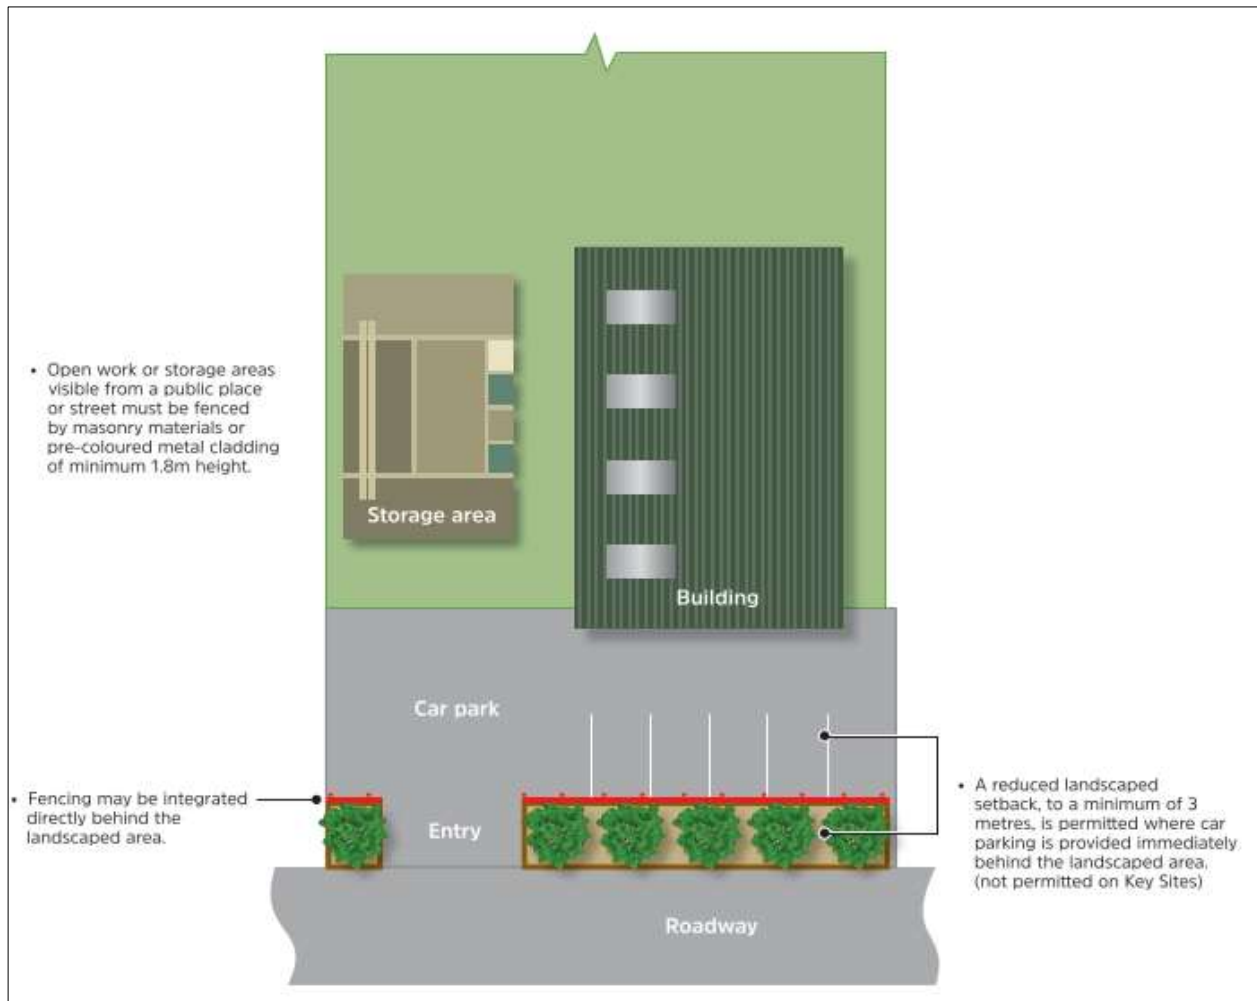 • Open work or storage areas
visible from a public place
or street must be fenced
by masonry materials or
pre-coloured metal cladding
of minimum 1.8m height.
Storage area
Building
Car park
• Fencing may be integrated
directly behind the
landscaped area.
Entry
• A reduced landscaped
setback, to a minimum of 3
metres, is permitted where car
parking is provided immediately
behind the landscaped area.
(not permitted on Key Sites)
Roadway